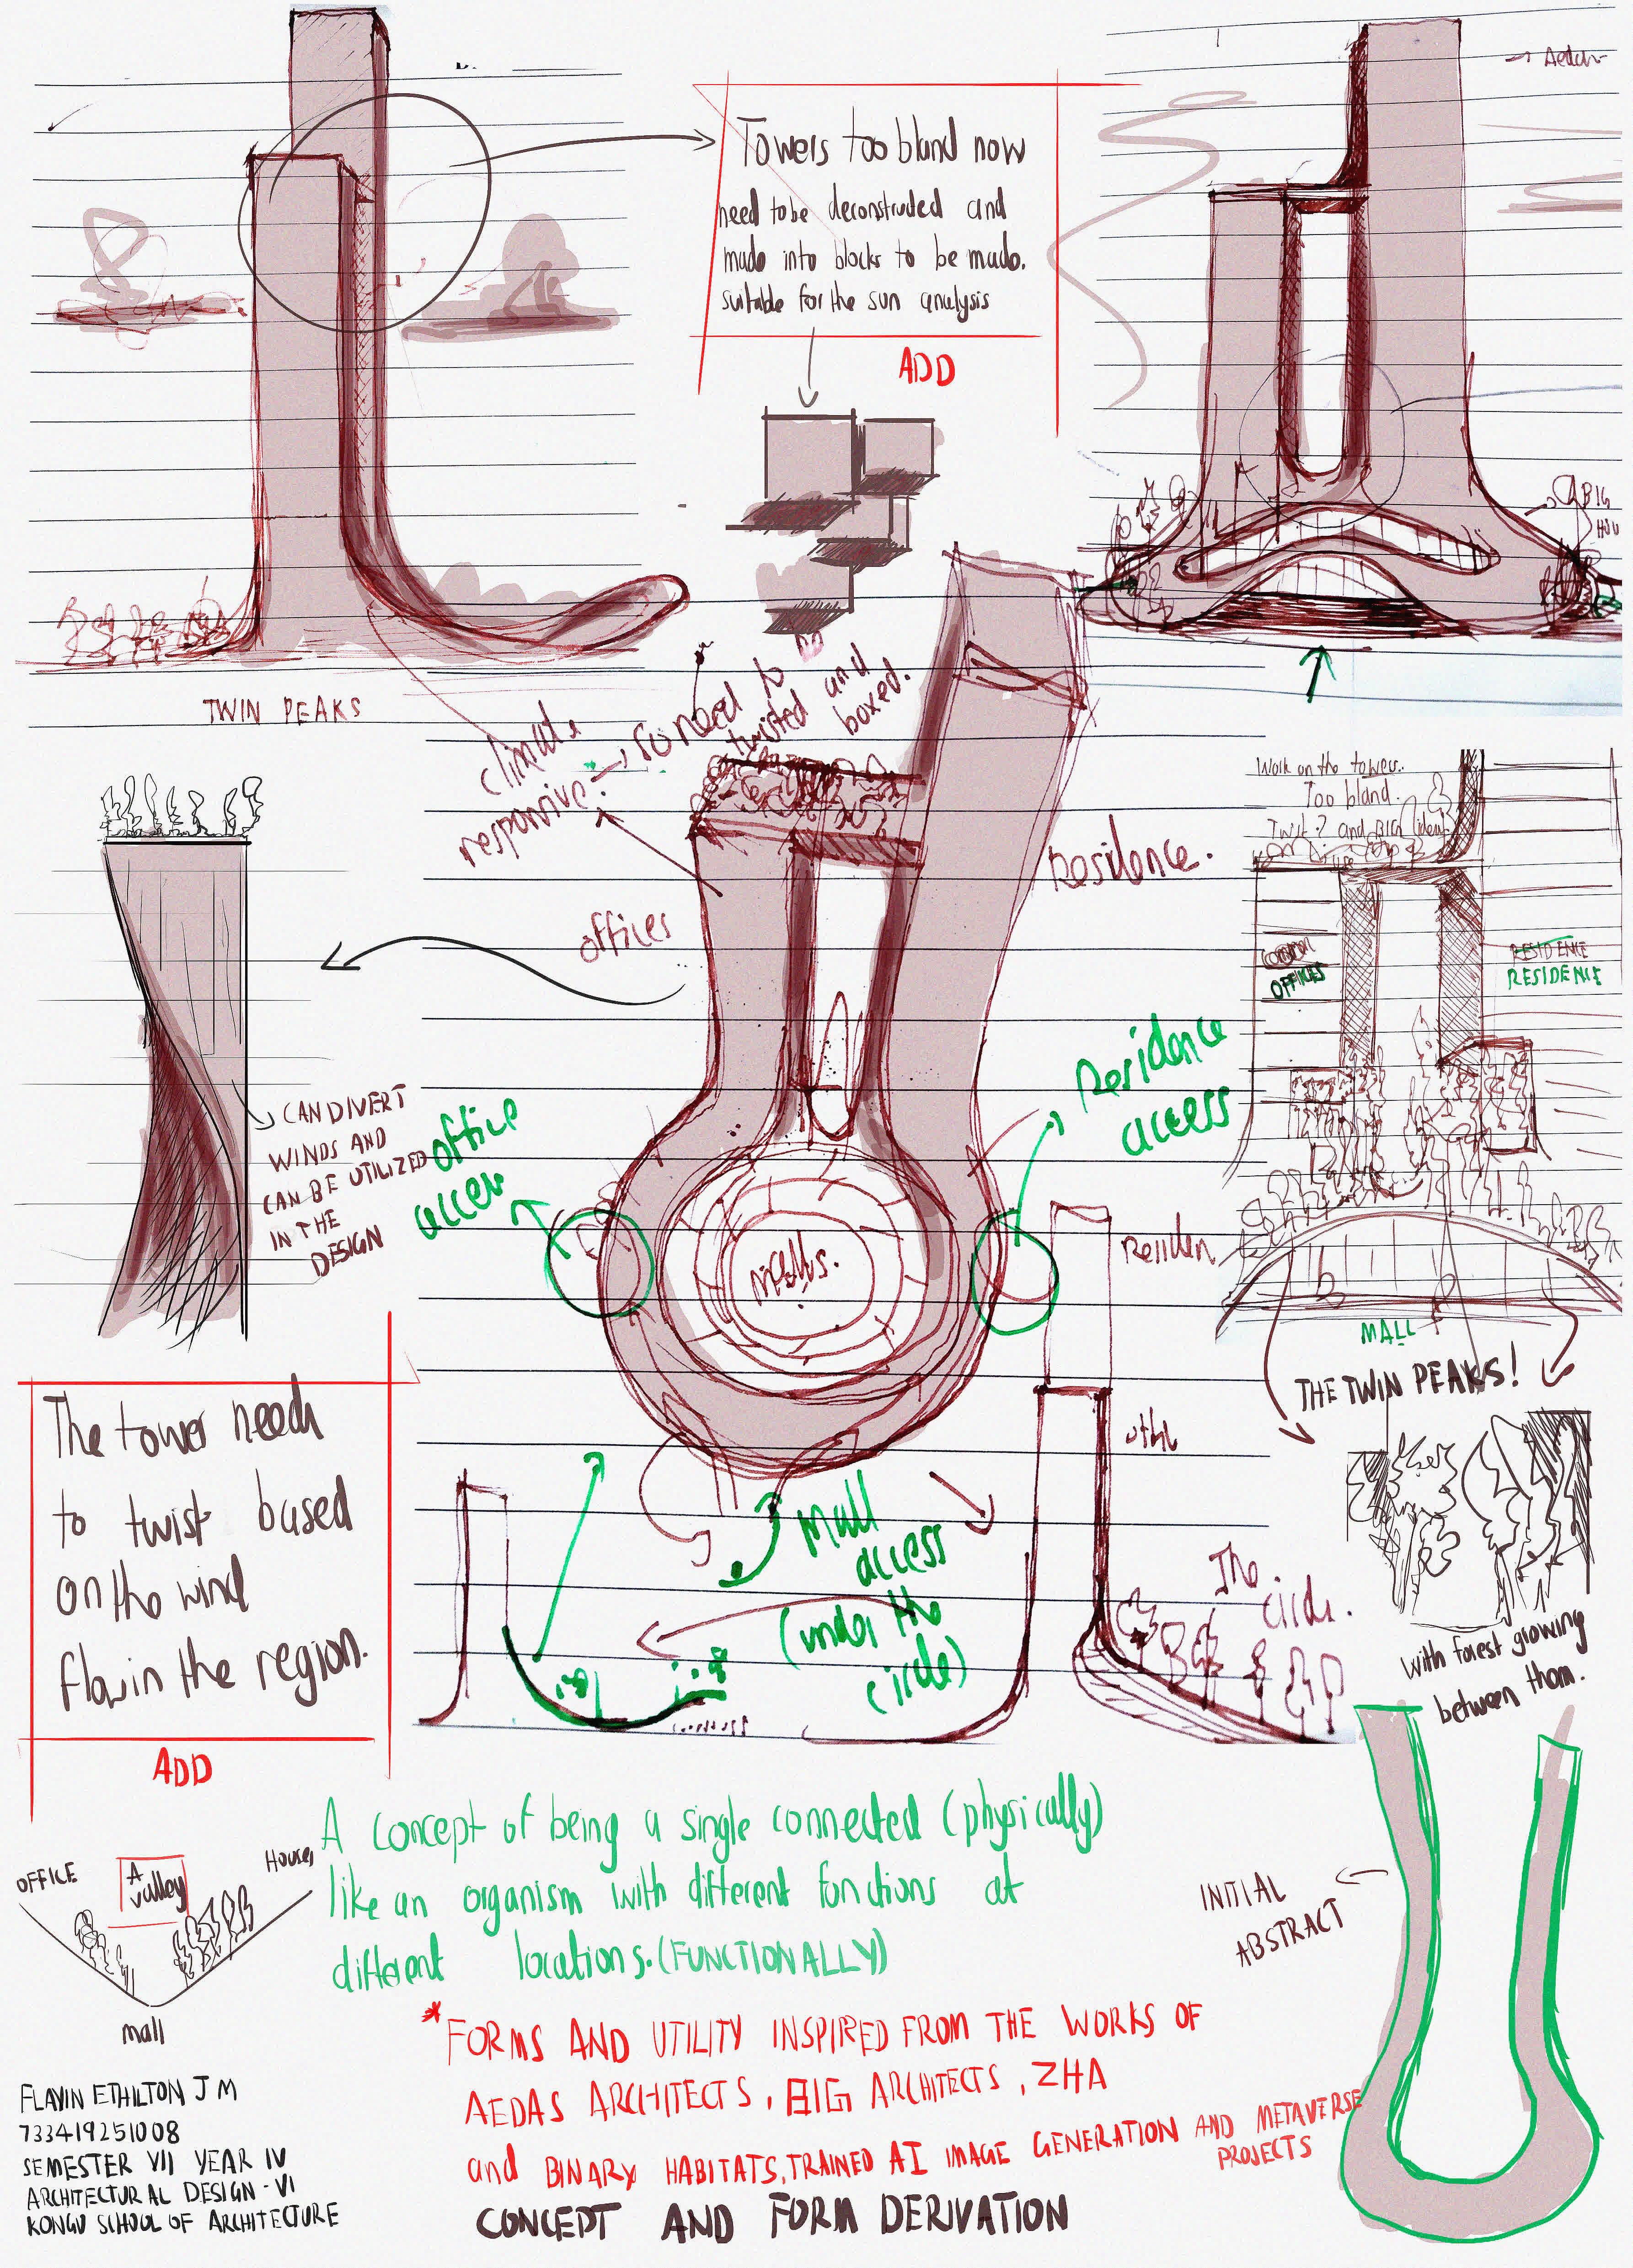 Towers too bland now
need to be deconstruded and
made into blocks to be made.
suitable for the sun analysis
ADD
→ Aedas
BIG
TWIN PEAKS
climate
responsive → so need to
twisted and
boxed.
offices
Residence.
Work on the towers.
Too bland.
Twist? and BIG (idea)
OFFICES
RESIDENCE
RESIDENCE
CAN DIVERT
WINDS AND
CAN BE UTILIZED
IN THE
DESIGN
office
access
Residence
access
malls.
Residen
MALL
THE TWIN PEAKS!
with forest growing
between them.
The tower needs
to twist based
on the wind
flow in the region.
ADD
Mall
access
(under the
circle)
The
circle.
OFFICE
A
valley
Houses
mall
A concept of being a single connected (physically)
like an organism with different functions at
different locations. (FUNCTIONALLY)
INITIAL
ABSTRACT
*FORMS AND UTILITY INSPIRED FROM THE WORKS OF
AEDAS ARCHITECTS, BIG ARCHITECTS, ZHA
and BINARY HABITATS, TRAINED AI IMAGE GENERATION AND METAVERSE
PROJECTS
CONCEPT AND FORM DERIVATION
FLAVIN ETHILTON J M
733419251008
SEMESTER VII YEAR IV
ARCHITECTURAL DESIGN - VI
KONGU SCHOOL OF ARCHITECTURE